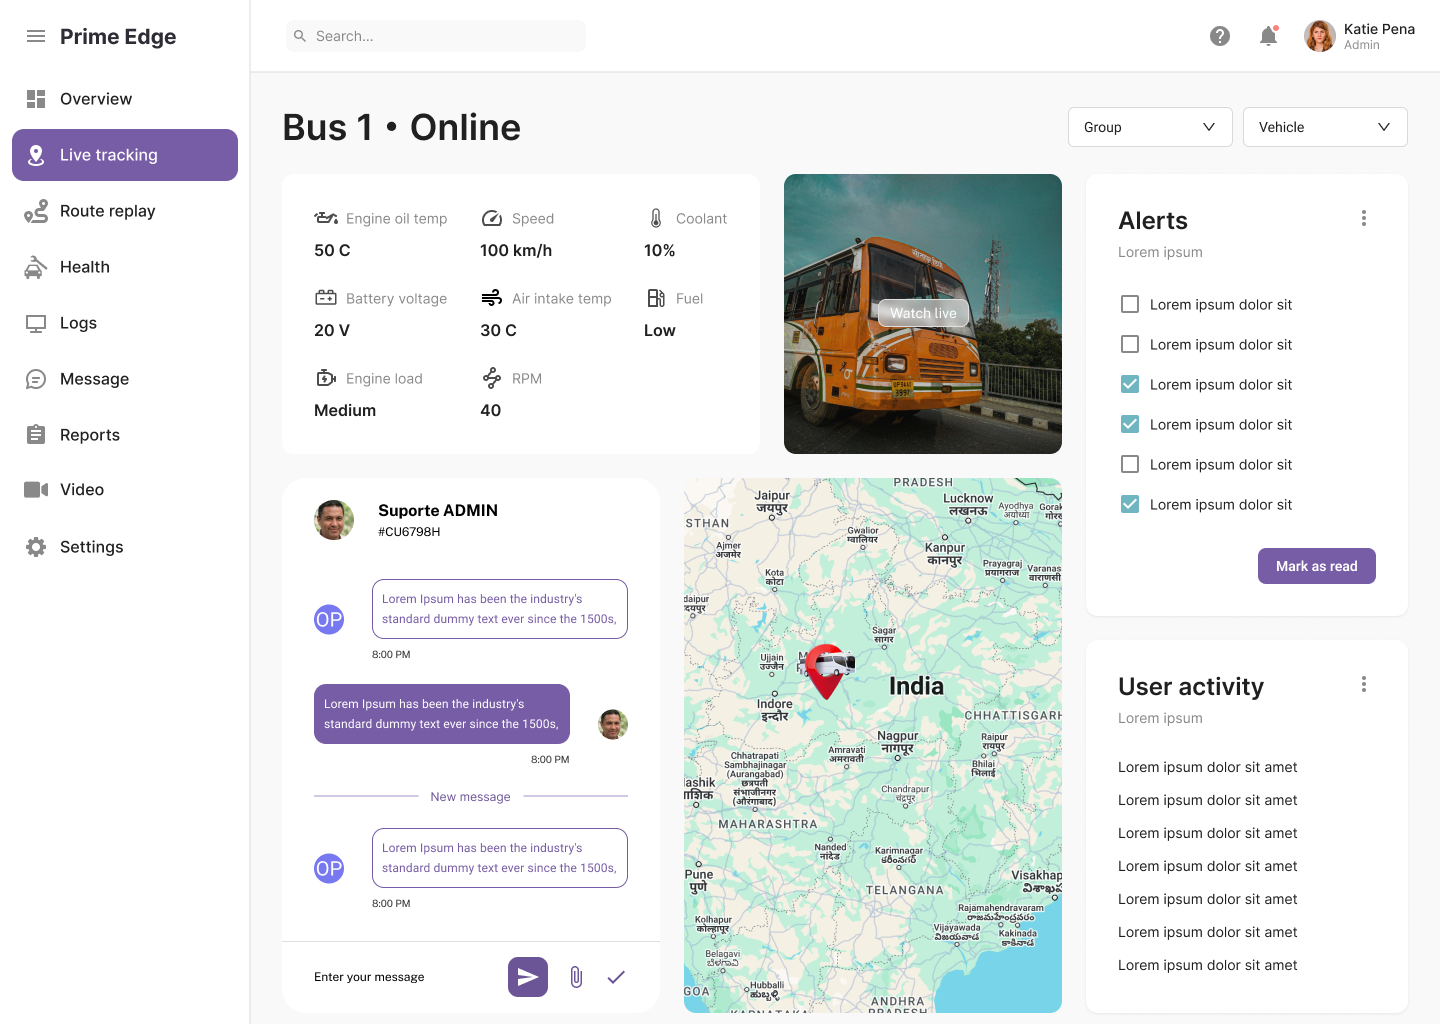 Prime Edge
Search...
Katie Pena
Admin
Overview
Live tracking
Route replay
Health
Logs
Message
Reports
Video
Settings
Bus 1 • Online
Group
Vehicle
Engine oil temp
50 C
Speed
100 km/h
Coolant
10%
Battery voltage
20 V
Air intake temp
30 C
Fuel
Low
Engine load
Medium
RPM
40
Watch live
Alerts
Lorem ipsum
Lorem ipsum dolor sit
Lorem ipsum dolor sit
Lorem ipsum dolor sit
Lorem ipsum dolor sit
Lorem ipsum dolor sit
Lorem ipsum dolor sit
Mark as read
Suporte ADMIN
#CU6798H
OP
Lorem Ipsum has been the industry's
standard dummy text ever since the 1500s,
8:00 PM
Lorem Ipsum has been the industry's
standard dummy text ever since the 1500s,
8:00 PM
New message
OP
Lorem Ipsum has been the industry's
standard dummy text ever since the 1500s,
8:00 PM
Enter your message
PRADESH
Jaipur
जयपुर
Lucknow
लखनऊ
Ayodhya
अयोध्या
Gorak
गोरख
STHAN
Gwalior
ग्वालियर
Ajmer
अजमेर
Kanpur
कानपुर
Kota
कोटा
Prayagraj
प्रयागराज
Varanas
वाराणसी
daipur
दयपुर
Sagar
सागर
Ujjain
उज्जैन
India
Indore
इन्दौर
CHHATTISGARH
Nagpur
नागपूर
Raipur
रायपुर
Amravati
अमरावती
Bhilai
भिलाई
Chhatrapati
Sambhajinagar
(Aurangabad)
छत्रपती
संभाजीनगर
(औरंगाबाद)
ashik
ाशिक
Chandrapur
चंद्रपूर
MAHARASHTRA
Nanded
नांदेड
Karimnagar
కరీంనగర్
Pune
पुणे
TELANGANA
Visakhap
విశాఖప
Rajamahendravaram
రాజమహేంద్రవరం
Kolhapur
कोल्हापूर
Vijayawada
విజయవాడ
Kakinada
కాకినాడ
Belagavi
ಬೆಳಗಾವಿ
Hubballi
ಹುಬ್ಬಳ್ಳಿ
GOA
ANDHRA
PRADESH
KARNATAKA
User activity
Lorem ipsum
Lorem ipsum dolor sit amet
Lorem ipsum dolor sit amet
Lorem ipsum dolor sit amet
Lorem ipsum dolor sit amet
Lorem ipsum dolor sit amet
Lorem ipsum dolor sit amet
Lorem ipsum dolor sit amet